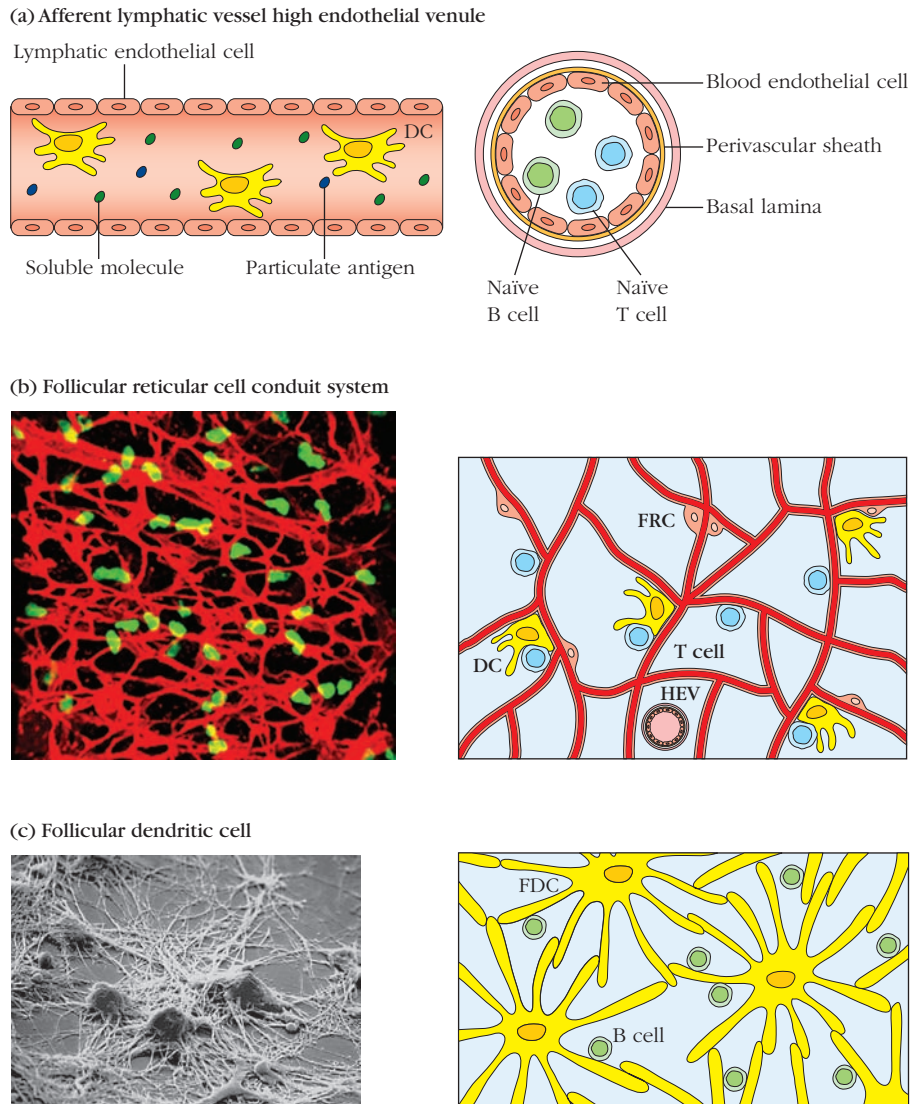 (a) Afferent lymphatic vessel high endothelial venule
Lymphatic endothelial cell
DC
Soluble molecule
Particulate antigen
Blood endothelial cell
Perivascular sheath
Basal lamina
Naïve
B cell
Naïve
T cell
(b) Follicular reticular cell conduit system
FRC
T cell
DC
HEV
(c) Follicular dendritic cell
FDC
B cell